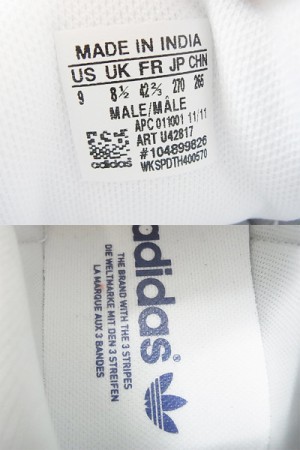 MADE IN INDIA
US UK FR JP CHN
9 8½ 42⅔ 270 265
MALE/MÂLE
APC 011001 11/11
ART U42817
#104899826
WKSPDTH400570
adidas
adidas®
THE BRAND WITH THE 3 STRIPES
DIE WELTMARKE MIT DEN 3 STREIFEN
LA MARQUE AUX 3 BANDES